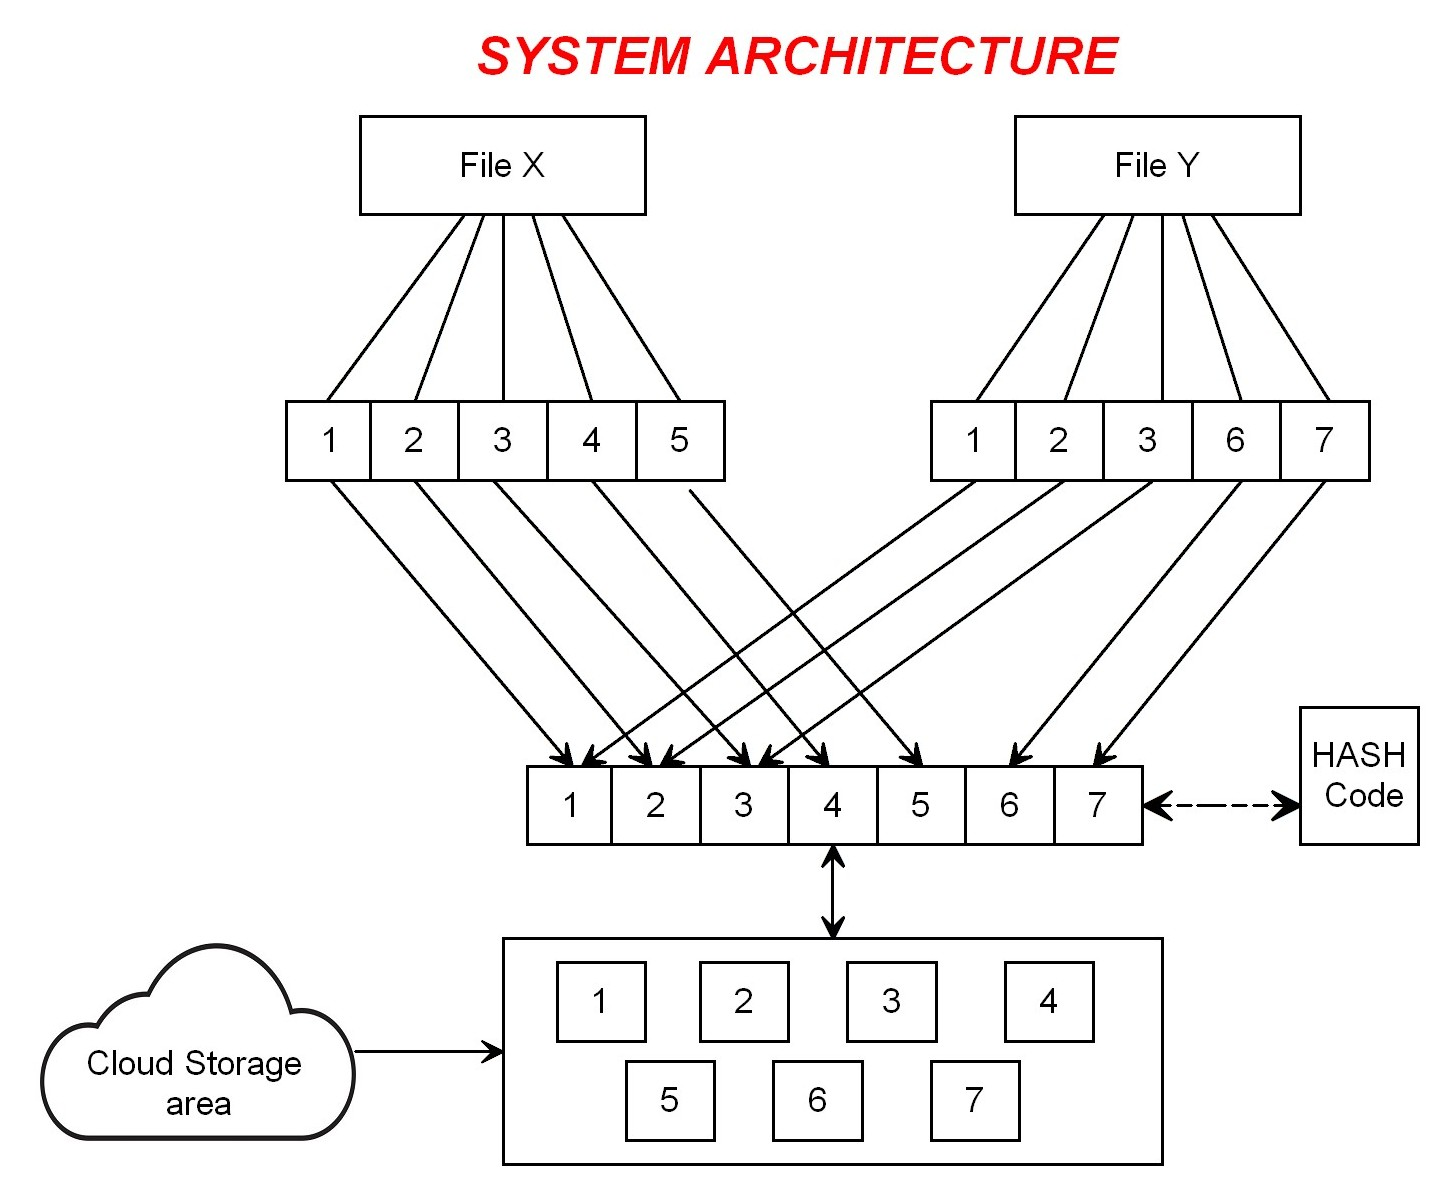 SYSTEM ARCHITECTURE
File X
File Y
1 2 3 4 5
1 2 3 6 7
1 2 3 4 5 6 7
HASH
Code
1 2 3 4
5 6 7
Cloud Storage
area